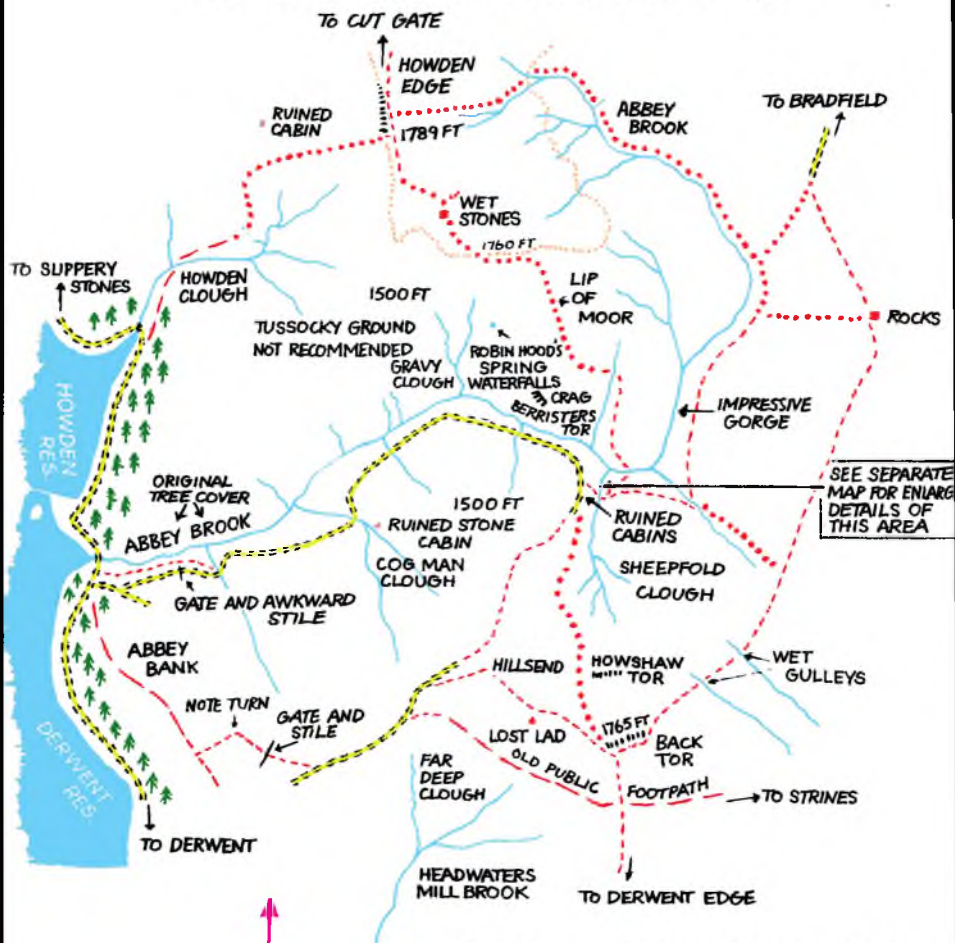 TO CUT GATE
HOWDEN
EDGE
RUINED
CABIN
1789 FT
ABBEY
BROOK
TO BRADFIELD
WET
STONES
1760 FT
TO SLIPPERY
STONES
HOWDEN
CLOUGH
1500 FT
LIP
OF
MOOR
ROCKS
TUSSOCKY GROUND
NOT RECOMMENDED
GRAVY
CLOUGH
ROBIN HOOD'S
SPRING
WATERFALLS
CRAG
BERRISTERS
TOR
IMPRESSIVE
GORGE
HOWDEN
RES.
ORIGINAL
TREE COVER
ABBEY BROOK
1500 FT
RUINED STONE
CABIN
COG MAN
CLOUGH
RUINED
CABINS
SEE SEPARATE
MAP FOR ENLARG
DETAILS OF
THIS AREA
SHEEPFOLD
CLOUGH
GATE AND AWKWARD
STILE
ABBEY
BANK
NOTE TURN
GATE AND
STILE
HILLSEND
HOWSHAW
TOR
WET
GULLEYS
LOST LAD
1765 FT
BACK
TOR
OLD PUBLIC FOOTPATH
TO STRINES
FAR
DEEP
CLOUGH
DERWENT
RES.
TO DERWENT
HEADWATERS
MILL BROOK
TO DERWENT EDGE